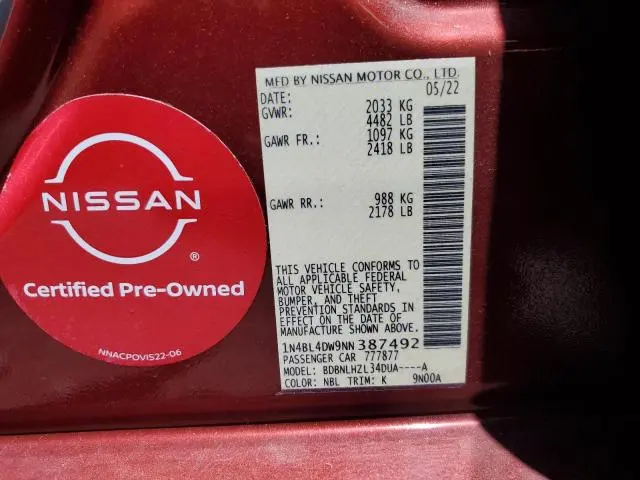 NISSAN
®
Certified Pre-Owned
NNACPOVIS22-06
MFD BY NISSAN MOTOR CO., LTD.
DATE: 05/22
GVWR: 2033 KG
4482 LB
GAWR FR.: 1097 KG
2418 LB
GAWR RR.: 988 KG
2178 LB
THIS VEHICLE CONFORMS TO
ALL APPLICABLE FEDERAL
MOTOR VEHICLE SAFETY,
BUMPER, AND THEFT
PREVENTION STANDARDS IN
EFFECT ON THE DATE OF
MANUFACTURE SHOWN ABOVE.
1N4BL4DW9NN387492
PASSENGER CAR 777877
MODEL: BDBNLHZL34DUA----A
COLOR: NBL TRIM: K 9N00A